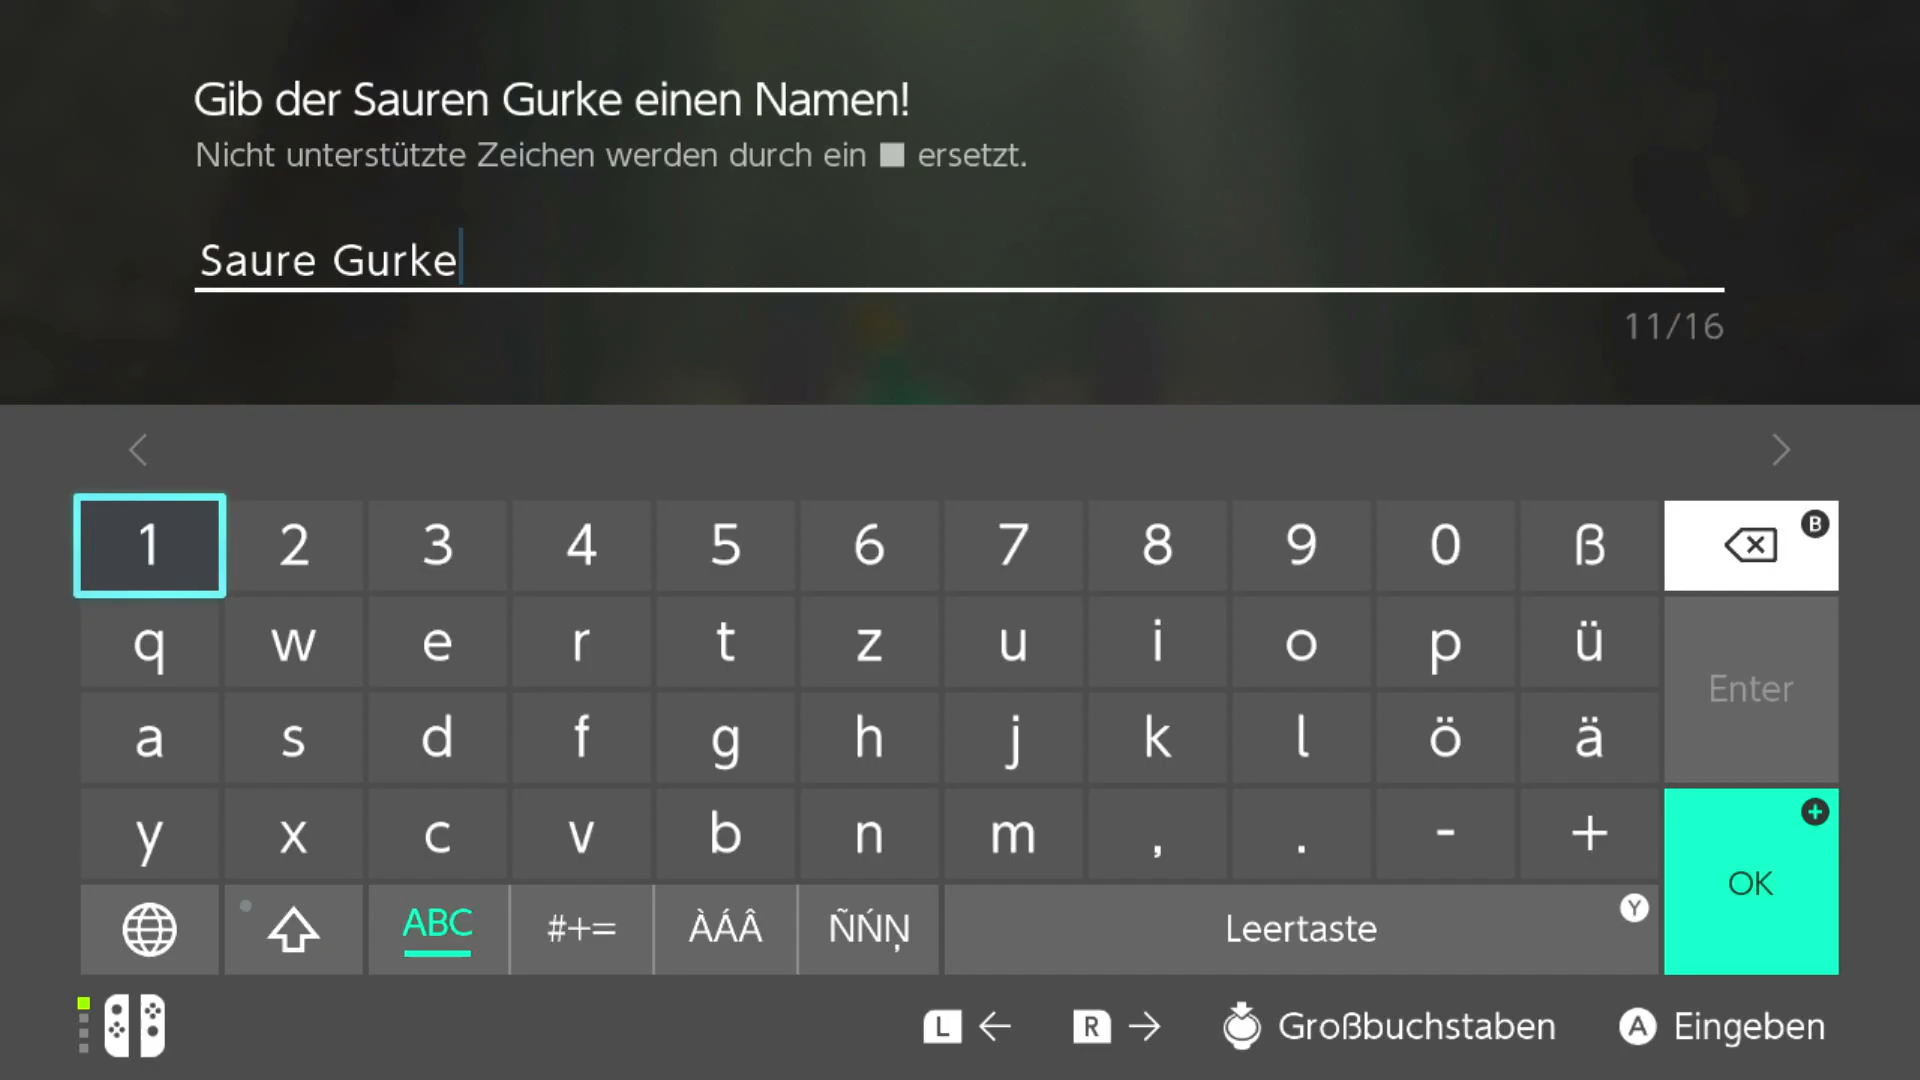 Gib der Sauren Gurke einen Namen!
Nicht unterstützte Zeichen werden durch ein ■ ersetzt.
Saure Gurke
11/16
1 2 3 4 5 6 7 8 9 0 ß B
q w e r t z u i o p ü Enter
a s d f g h j k l ö ä
y x c v b n m , . - + OK
ABC #+= ÀÁÂ ÑŃŅ Leertaste Y
L ← R → Großbuchstaben A Eingeben